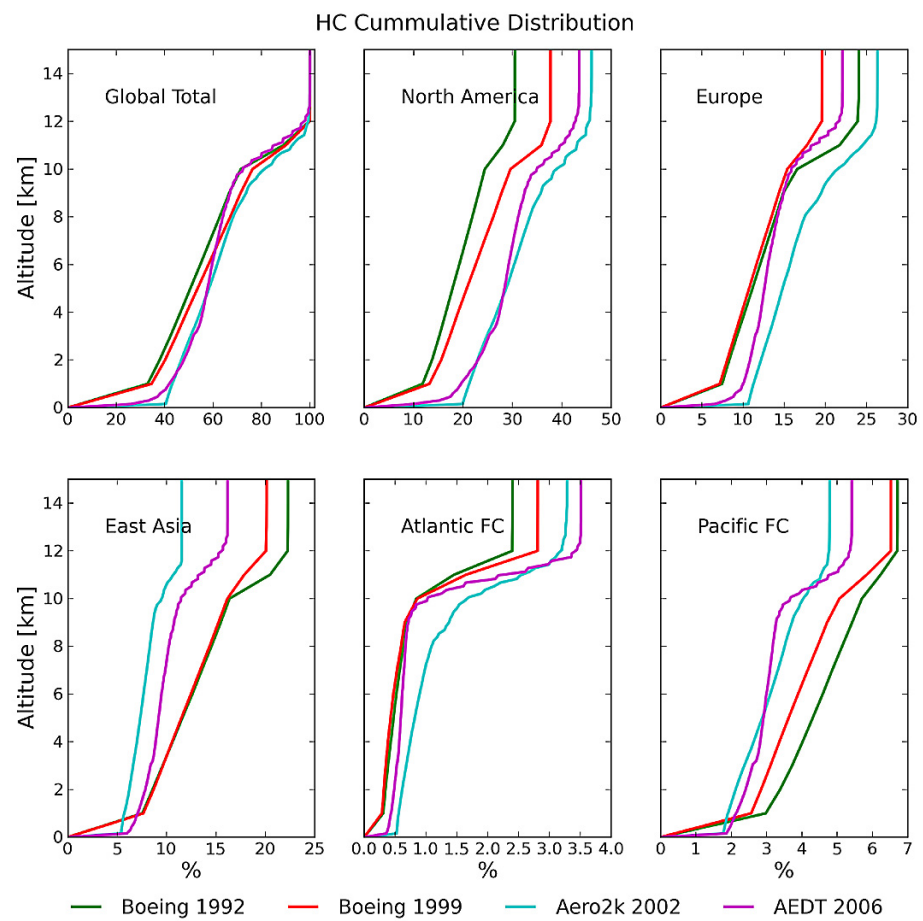 HC Cummulative Distribution
Altitude [km]
14
12
10
8
6
4
2
0
Global Total
0 20 40 60 80 100
North America
0 10 20 30 40 50
Europe
0 5 10 15 20 25 30
Altitude [km]
14
12
10
8
6
4
2
0
East Asia
0 5 10 15 20 25
%
Atlantic FC
0.0 0.5 1.0 1.5 2.0 2.5 3.0 3.5 4.0
%
Pacific FC
0 1 2 3 4 5 6 7
%
Boeing 1992 Boeing 1999 Aero2k 2002 AEDT 2006